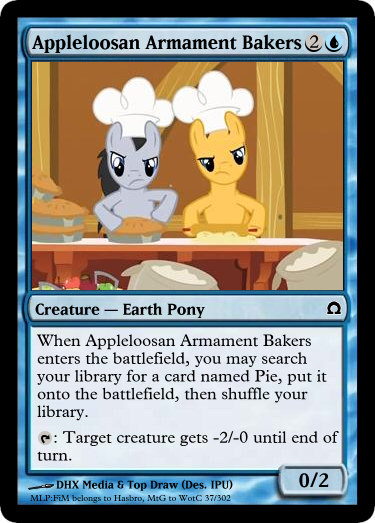 Appleloosan Armament Bakers 2
Creature — Earth Pony
When Appleloosan Armament Bakers
enters the battlefield, you may search
your library for a card named Pie, put it
onto the battlefield, then shuffle your
library.
: Target creature gets -2/-0 until end of
turn.
DHX Media & Top Draw (Des. IPU)
0/2
MLP:FiM belongs to Hasbro, MtG to WotC 37/302